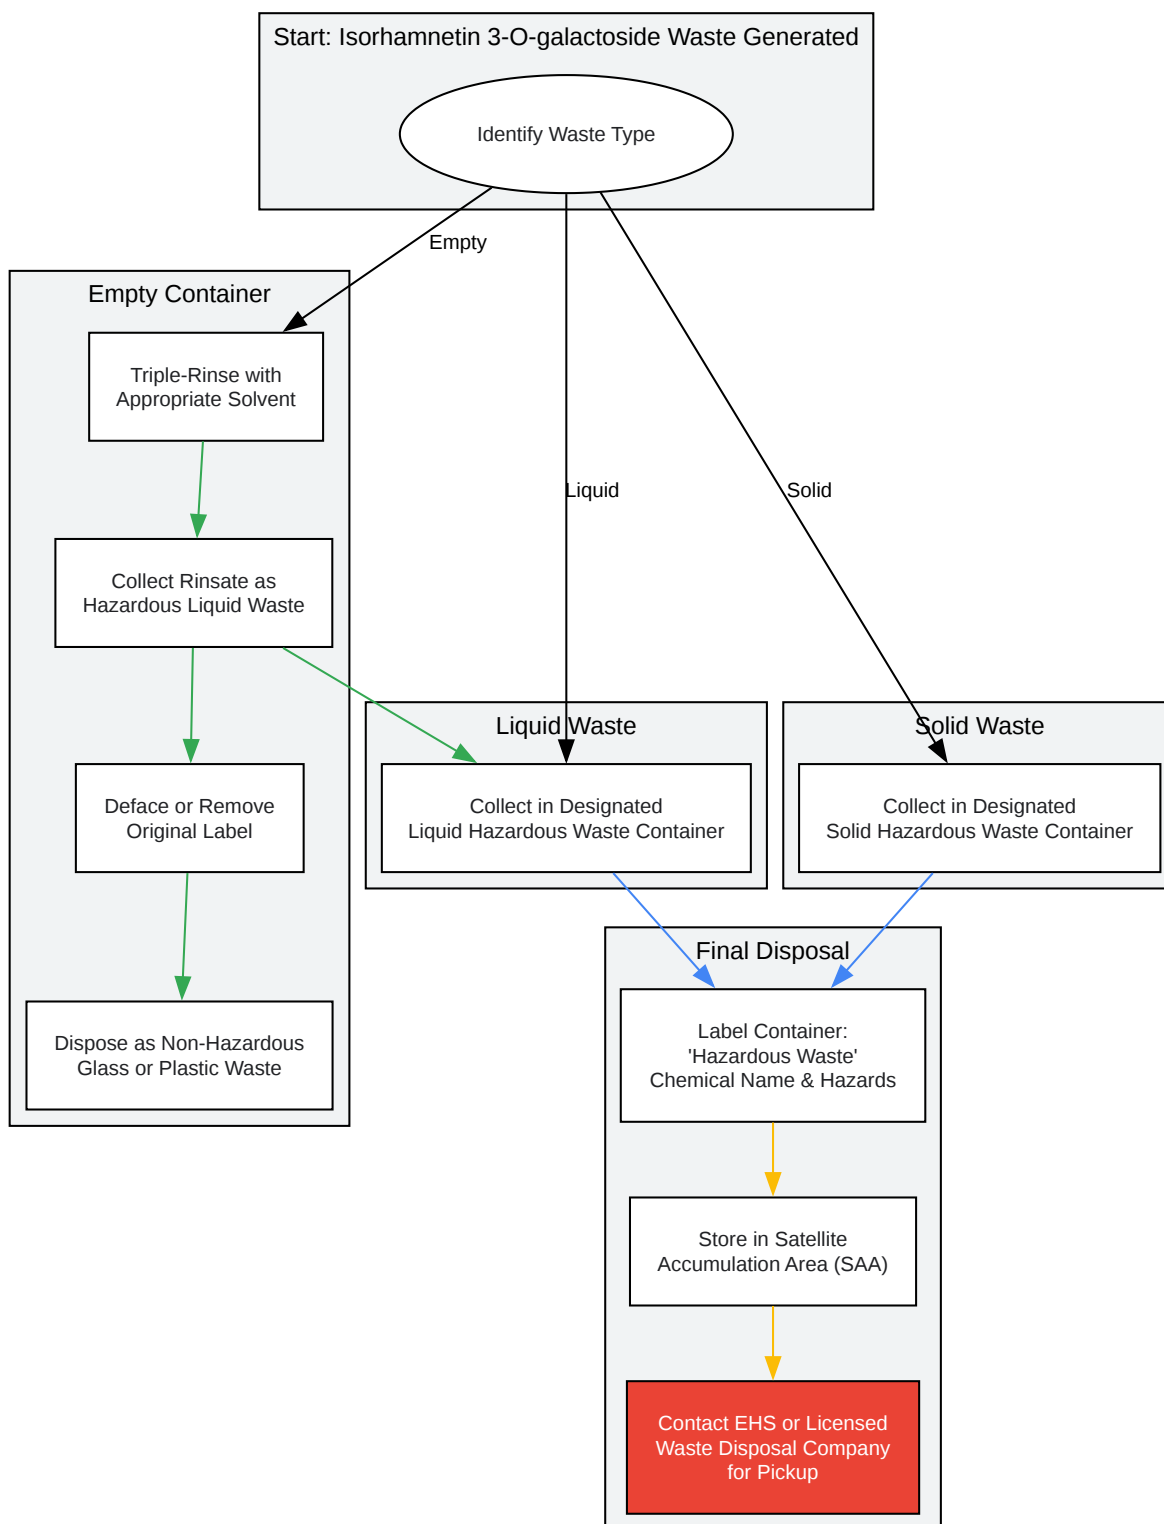 Start: Isorhamnetin 3-O-galactoside Waste Generated
Identify Waste Type
Empty
Empty Container
Triple-Rinse with
Appropriate Solvent
Liquid
Solid
Collect Rinsate as
Hazardous Liquid Waste
Liquid Waste
Solid Waste
Deface or Remove
Original Label
Collect in Designated
Liquid Hazardous Waste Container
Collect in Designated
Solid Hazardous Waste Container
Final Disposal
Dispose as Non-Hazardous
Glass or Plastic Waste
Label Container:
'Hazardous Waste'
Chemical Name & Hazards
Store in Satellite
Accumulation Area (SAA)
Contact EHS or Licensed
Waste Disposal Company
for Pickup